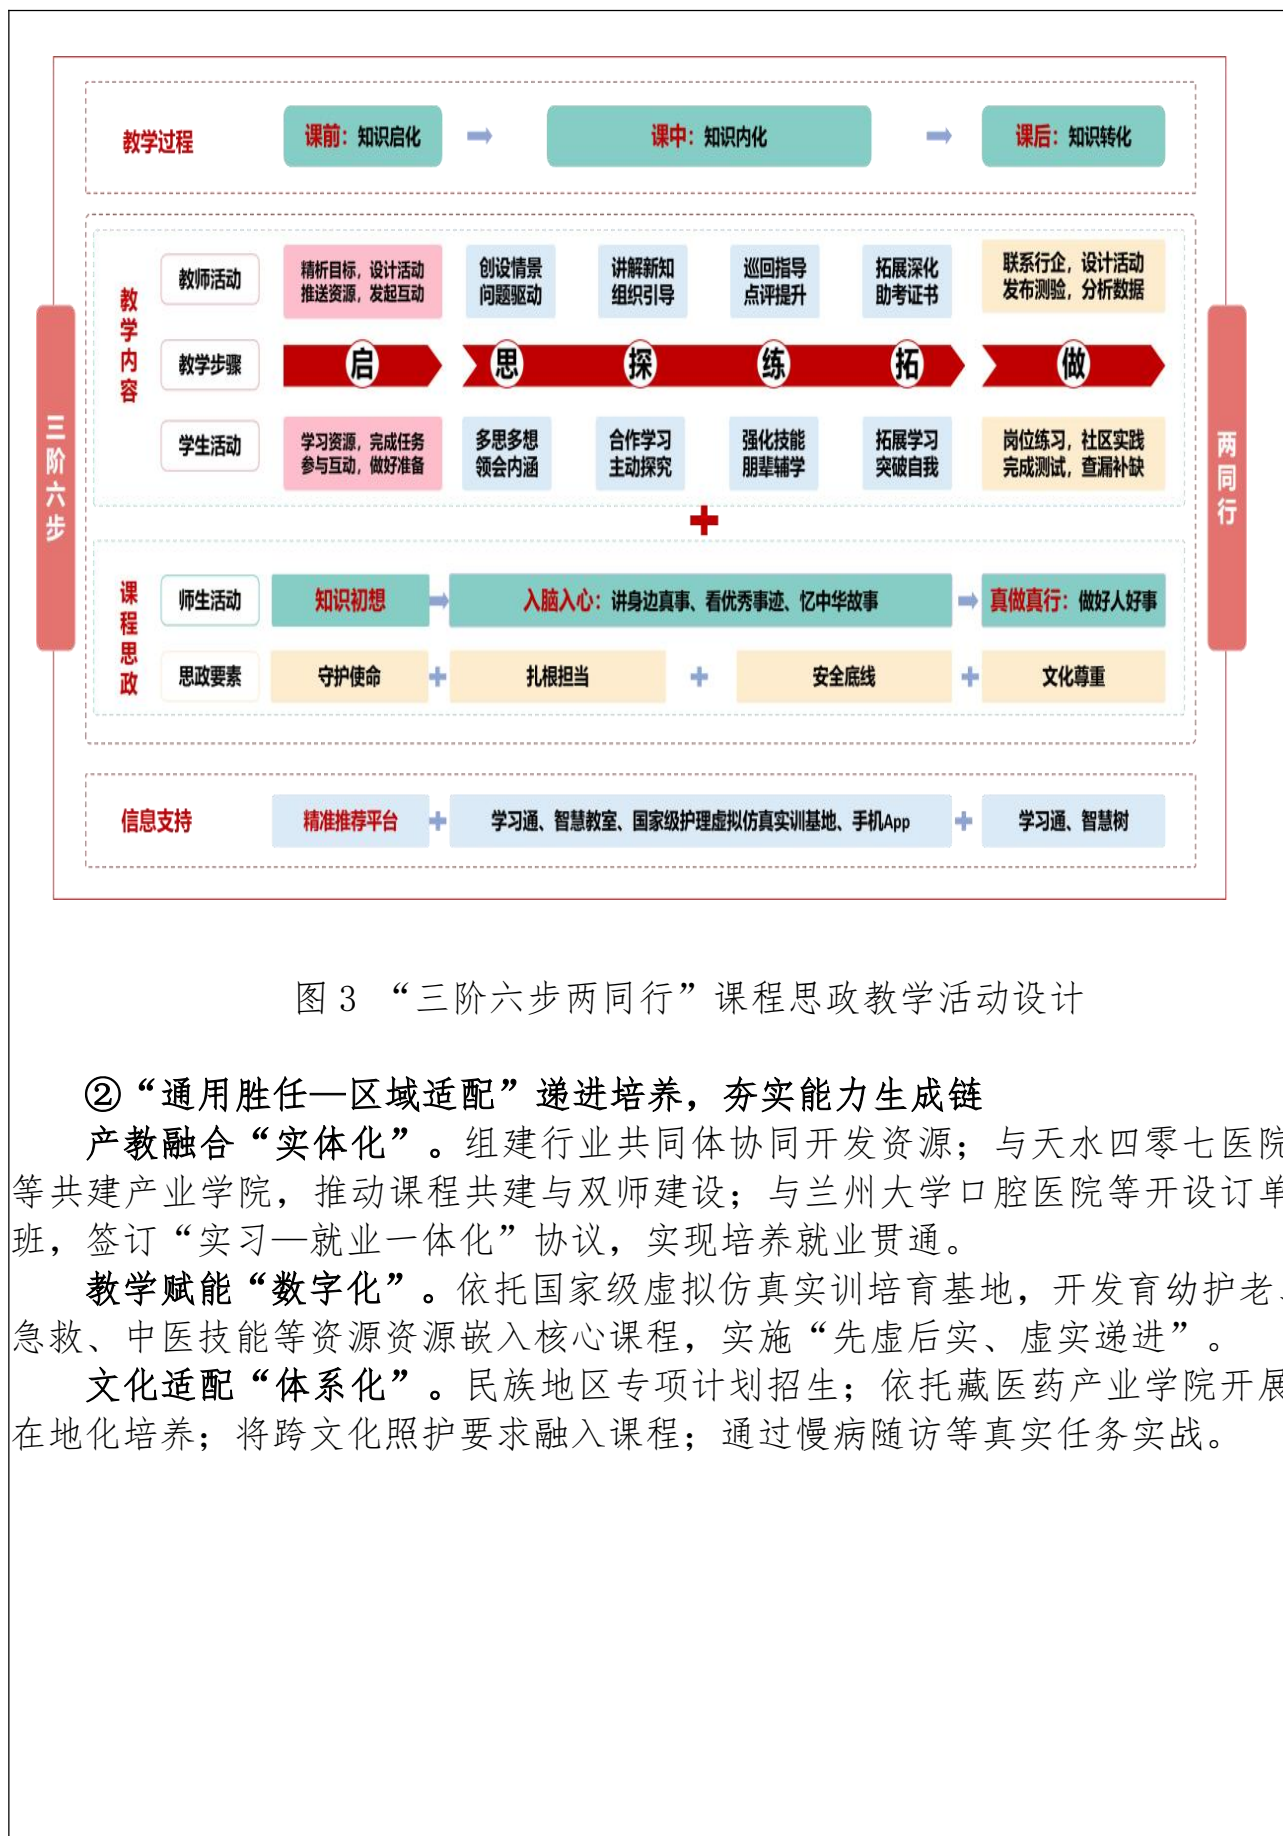 教学过程
课前：知识启化
课中：知识内化
课后：知识转化
三阶六步
两同行
教学内容
教师活动
精析目标，设计活动
推送资源，发起互动
创设情景
问题驱动
讲解新知
组织引导
巡回指导
点评提升
拓展深化
助考证书
联系行企，设计活动
发布测验，分析数据
教学步骤
启
思
探
练
拓
做
学生活动
学习资源，完成任务
参与互动，做好准备
多思多想
领会内涵
合作学习
主动探究
强化技能
朋辈辅学
拓展学习
突破自我
岗位练习，社区实践
完成测试，查漏补缺
课程思政
师生活动
知识初想
入脑入心：讲身边真事、看优秀事迹、忆中华故事
真做真行：做好人好事
思政要素
守护使命
扎根担当
安全底线
文化尊重
信息支持
精准推荐平台
学习通、智慧教室、国家级护理虚拟仿真实训基地、手机App
学习通、智慧树
图 3 “三阶六步两同行”课程思政教学活动设计
②“通用胜任—区域适配”递进培养，夯实能力生成链
产教融合“实体化”。组建行业共同体协同开发资源；与天水四零七医院
等共建产业学院，推动课程共建与双师建设；与兰州大学口腔医院等开设订单
班，签订“实习—就业一体化”协议，实现培养就业贯通。
教学赋能“数字化”。依托国家级虚拟仿真实训培育基地，开发育幼护老、
急救、中医技能等资源资源嵌入核心课程，实施“先虚后实、虚实递进”。
文化适配“体系化”。民族地区专项计划招生；依托藏医药产业学院开展
在地化培养；将跨文化照护要求融入课程；通过慢病随访等真实任务实战。